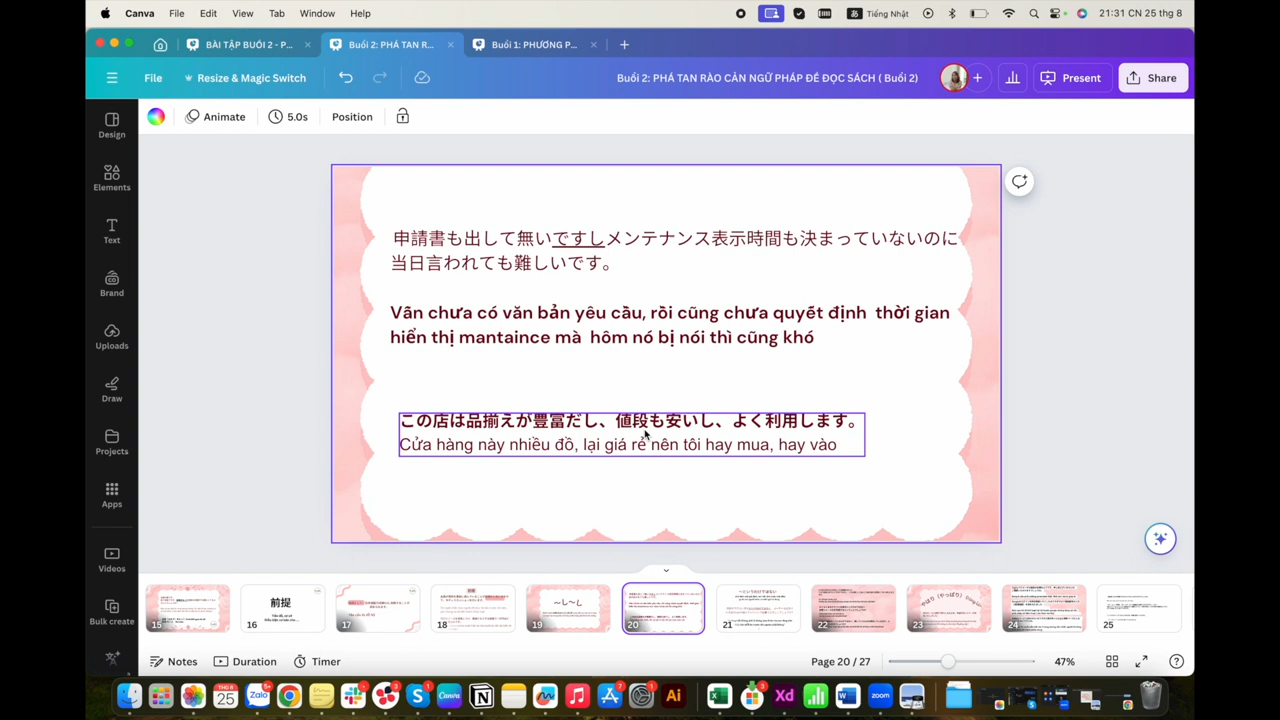 Canva File Edit View Tab Window Help
あ Tiếng Nhật 21:31 CN 25 thg 8
BÀI TẬP BUỔI 2 - P...
Buổi 2: PHÁ TAN R...
Buổi 1: PHƯƠNG P...
File Resize & Magic Switch
Buổi 2: PHÁ TAN RÀO CẢN NGỮ PHÁP ĐỂ ĐỌC SÁCH ( Buổi 2)
Present Share
Animate 5.0s Position
Design
Elements
Text
Brand
Uploads
Draw
Projects
Apps
Videos
Bulk create
申請書も出して無いですしメンテナンス表示時間も決まっていないのに
当日言われても難しいです。
Vẫn chưa có văn bản yêu cầu, rồi cũng chưa quyết định thời gian
hiển thị mantaince mà hôm nó bị nói thì cũng khó
この店は品揃えが豊富だし、値段も安いし、よく利用します。
Cửa hàng này nhiều đồ, lại giá rẻ nên tôi hay mua, hay vào
前提
〜し〜し
15 16 17 18 19 20 21 22 23 24 25
Notes Duration Timer
Page 20 / 27 47%
THG 8
25
Zalo
Canva
zoom